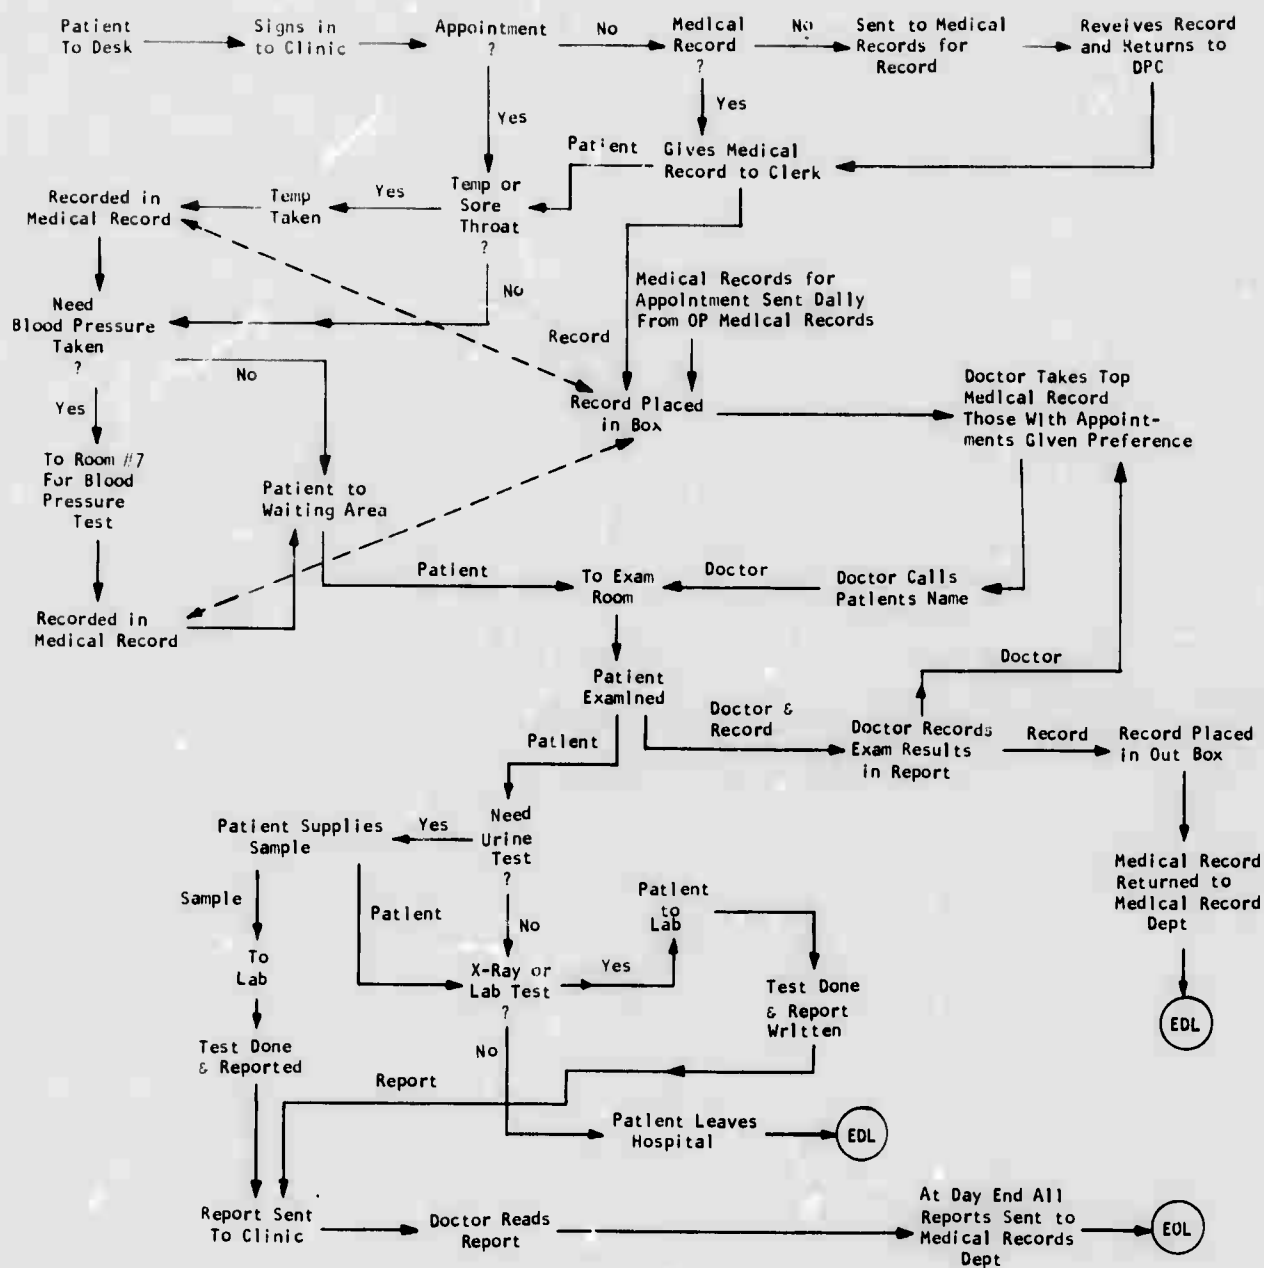 Patient
To Desk
Signs in
to Clinic
Appointment
?
No
Medical
Record
?
No
Sent to Medical
Records for
Record
Reveives Record
and Returns to
DPC
Yes
Yes
Patient
Gives Medical
Record to Clerk
Recorded in
Medical Record
Temp
Taken
Yes
Temp or
Sore
Throat
?
No
Need
Blood Pressure
Taken
?
Medical Records for
Appointment Sent Daily
From OP Medical Records
Record
No
Yes
Record Placed
in Box
Doctor Takes Top
Medical Record
Those With Appoint-
ments Given Preference
To Room #7
For Blood
Pressure
Test
Patient to
Waiting Area
Patient
To Exam
Room
Doctor
Doctor Calls
Patients Name
Recorded in
Medical Record
Patient
Examined
Doctor
Doctor &
Record
Doctor Records
Exam Results
in Report
Record
Record Placed
in Out Box
Patient
Need
Urine
Test
?
Yes
Patient Supplies
Sample
Medical Record
Returned to
Medical Record
Dept
EDL
Sample
Patient
No
Patient
to
Lab
To
Lab
X-Ray or
Lab Test
?
Yes
Test Done
& Report
Written
Test Done
& Reported
No
Report
Patient Leaves
Hospital
EDL
Report Sent
To Clinic
Doctor Reads
Report
At Day End All
Reports Sent to
Medical Records
Dept
EOL